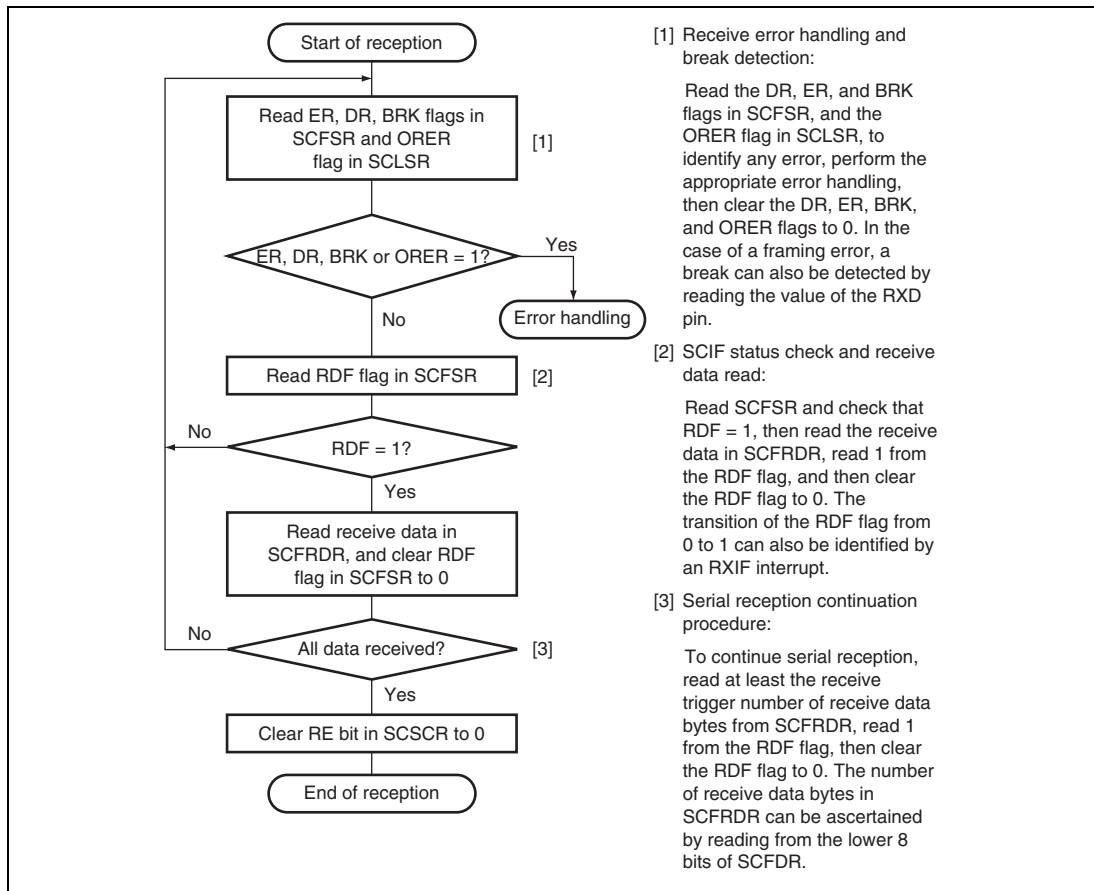 Start of reception
Read ER, DR, BRK flags in
SCFSR and ORER
flag in SCLSR
[1]
ER, DR, BRK or ORER = 1?
Yes
Error handling
No
Read RDF flag in SCFSR
[2]
No
RDF = 1?
Yes
Read receive data in
SCFRDR, and clear RDF
flag in SCFSR to 0
No
All data received?
[3]
Yes
Clear RE bit in SCSCR to 0
End of reception
[1] Receive error handling and
break detection:
Read the DR, ER, and BRK
flags in SCFSR, and the
ORER flag in SCLSR, to
identify any error, perform the
appropriate error handling,
then clear the DR, ER, BRK,
and ORER flags to 0. In the
case of a framing error, a
break can also be detected by
reading the value of the RXD
pin.
[2] SCIF status check and receive
data read:
Read SCFSR and check that
RDF = 1, then read the receive
data in SCFRDR, read 1 from
the RDF flag, and then clear
the RDF flag to 0. The
transition of the RDF flag from
0 to 1 can also be identified by
an RXIF interrupt.
[3] Serial reception continuation
procedure:
To continue serial reception,
read at least the receive
trigger number of receive data
bytes from SCFRDR, read 1
from the RDF flag, then clear
the RDF flag to 0. The number
of receive data bytes in
SCFRDR can be ascertained
by reading from the lower 8
bits of SCFDR.